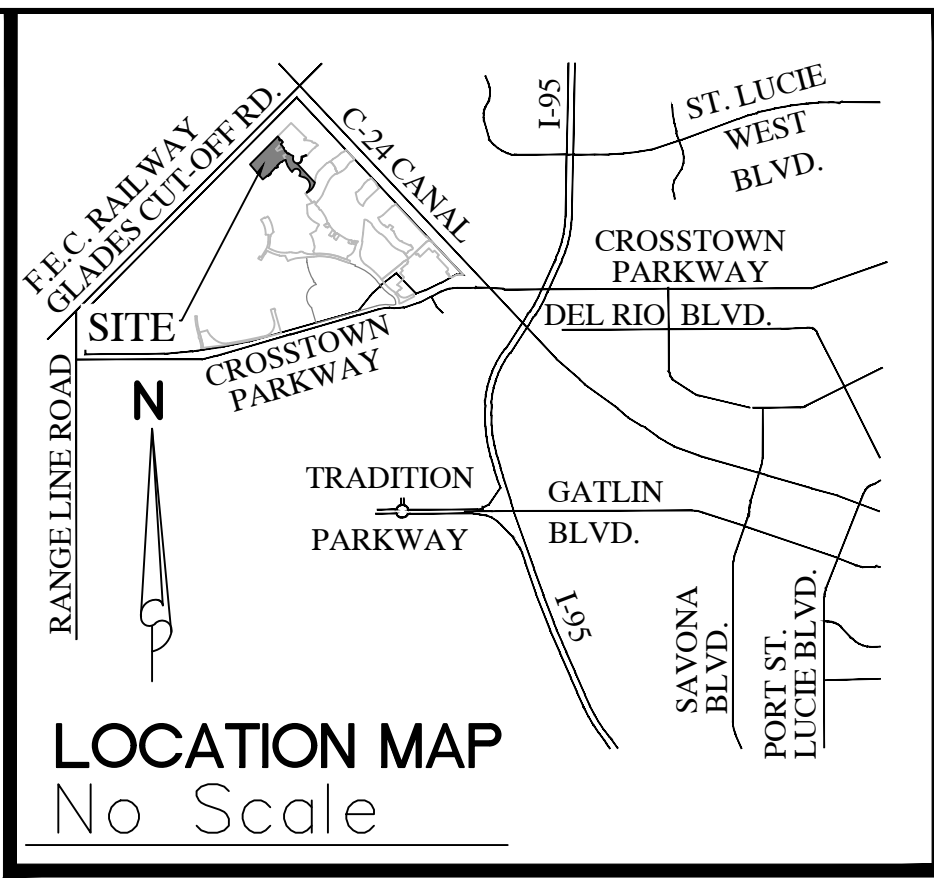 F.E.C. RAILWAY
GLADES CUT-OFF RD.
C-24 CANAL
I-95
ST. LUCIE
WEST
BLVD.
CROSSTOWN
PARKWAY
DEL RIO BLVD.
SITE
CROSSTOWN
PARKWAY
RANGE LINE ROAD
N
TRADITION
PARKWAY
GATLIN
BLVD.
I-95
SAVONA
BLVD.
PORT ST.
LUCIE BLVD.
LOCATION MAP
No Scale